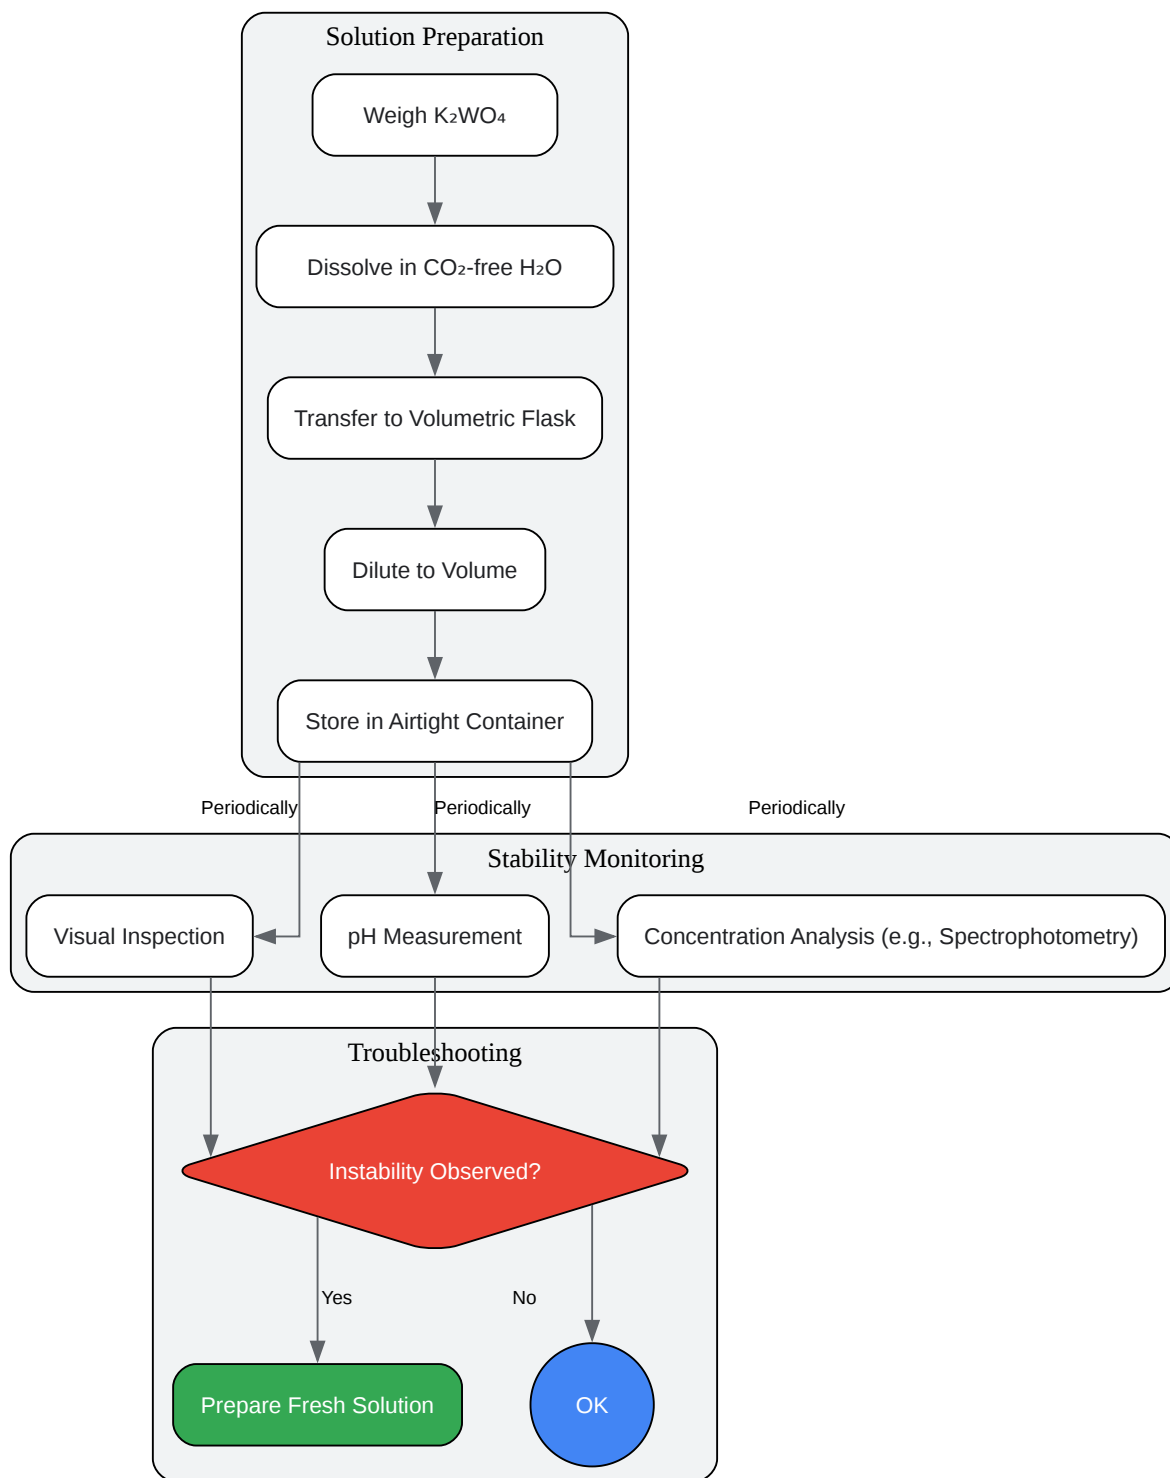 Solution Preparation
Weigh K₂WO₄
Dissolve in CO₂-free H₂O
Transfer to Volumetric Flask
Dilute to Volume
Store in Airtight Container
Periodically
Periodically
Periodically
Stability Monitoring
Visual Inspection
pH Measurement
Concentration Analysis (e.g., Spectrophotometry)
Troubleshooting
Instability Observed?
Yes
No
Prepare Fresh Solution
OK